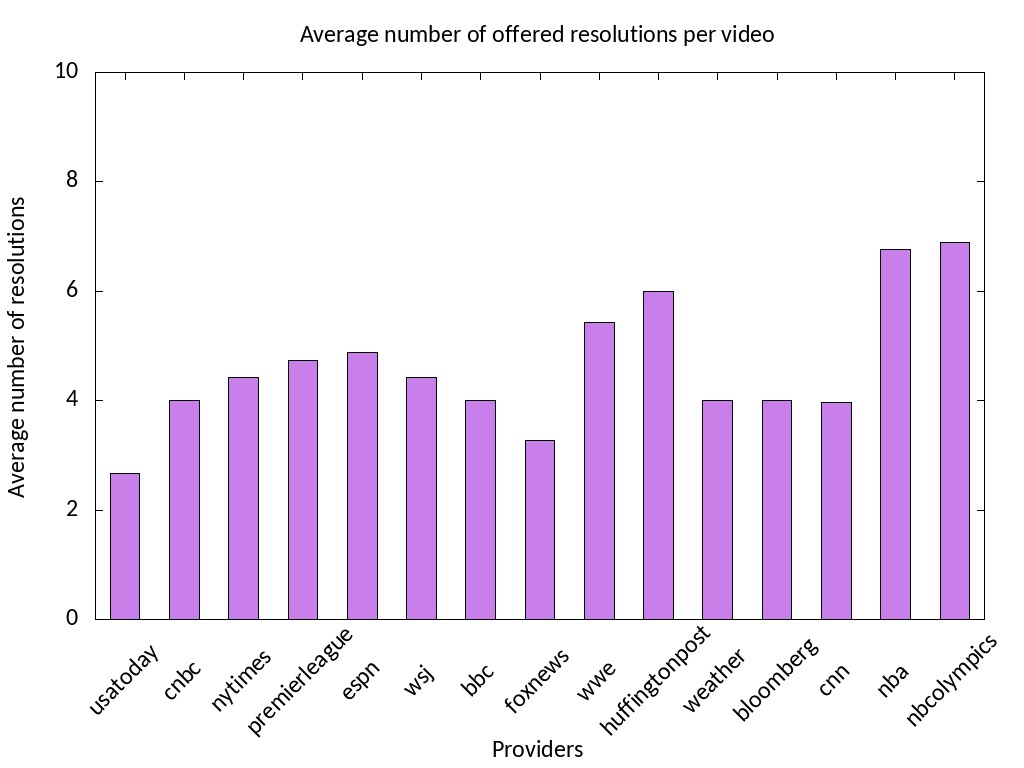 Average number of offered resolutions per video
Average number of resolutions
10
8
6
4
2
0
usatoday
cnbc
nytimes
premierleague
espn
wsj
bbc
foxnews
wwe
huffingtonpost
weather
bloomberg
cnn
nba
nbcolympics
Providers